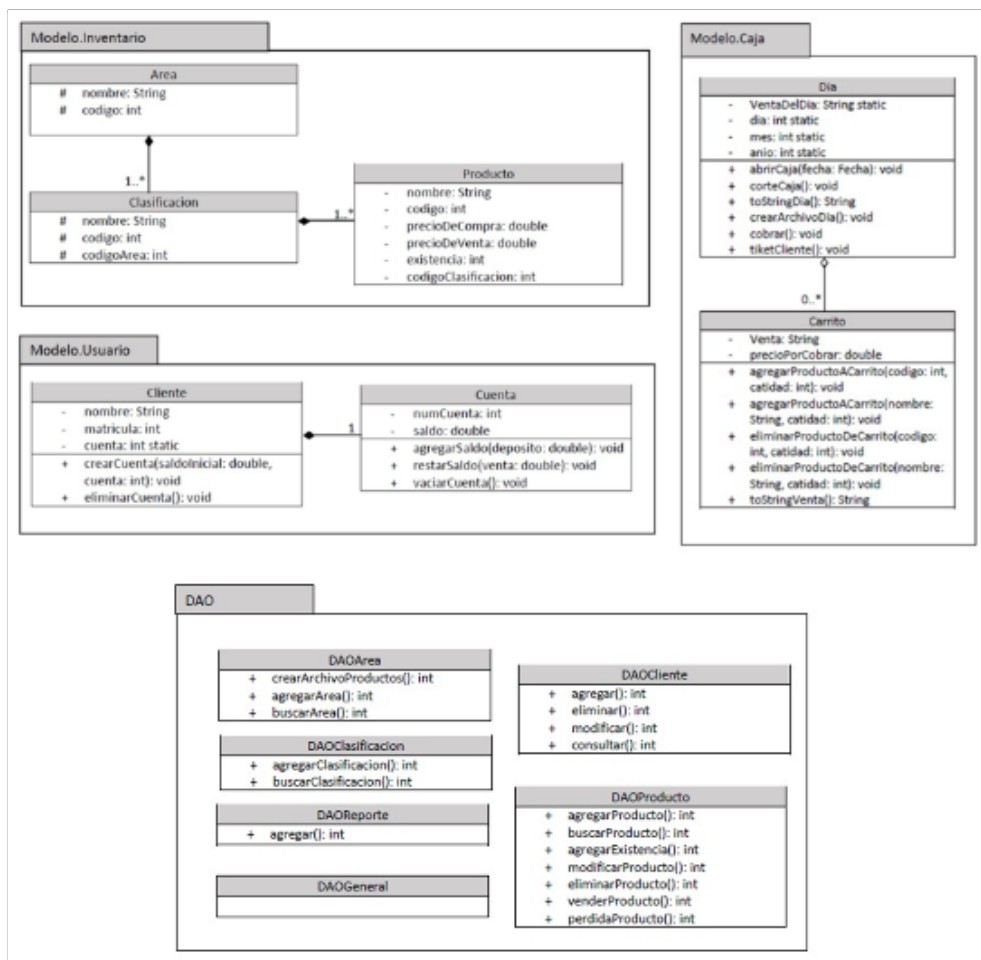 Modelo.Inventario
Area
# nombre: String
# codigo: int
1..*
Clasificacion
# nombre: String
# codigo: int
# codigoArea: int
1..*
Producto
- nombre: String
- codigo: int
- precioDeCompra: double
- precioDeVenta: double
- existencia: int
- codigoClasificacion: int
Modelo.Caja
Dia
- VentaDelDia: String static
- dia: int static
- mes: int static
- anio: int static
+ abrirCaja(fecha: Fecha): void
+ corteCaja(): void
+ toStringDia(): String
+ crearArchivoDia(): void
+ cobrar(): void
+ tiketCliente(): void
0..*
Carrito
- Venta: String
- precioPorCobrar: double
+ agregarProductoACarrito(codigo: int,
catidad: int): void
+ agregarProductoACarrito(nombre:
String, catidad: int): void
+ eliminarProductoDeCarrito(codigo:
int, catidad: int): void
+ eliminarProductoDeCarrito(nombre:
String, catidad: int): void
+ toStringVenta(): String
Modelo.Usuario
Cliente
- nombre: String
- matricula: int
- cuenta: int static
+ crearCuenta(saldoInicial: double,
cuenta: int): void
+ eliminarCuenta(): void
1
Cuenta
- numCuenta: int
- saldo: double
+ agregarSaldo(deposito: double): void
+ restarSaldo(venta: double): void
+ vaciarCuenta(): void
DAO
DAOArea
+ crearArchivoProductos(): int
+ agregarArea(): int
+ buscarArea(): int
DAOClasificacion
+ agregarClasificacion(): int
+ buscarClasificacion(): int
DAOReporte
+ agregar(): int
DAOGeneral
DAOCliente
+ agregar(): int
+ eliminar(): int
+ modificar(): int
+ consultar(): int
DAOProducto
+ agregarProducto(): int
+ buscarProducto(): int
+ agregarExistencia(): int
+ modificarProducto(): int
+ eliminarProducto(): int
+ venderProducto(): int
+ perdidaProducto(): int